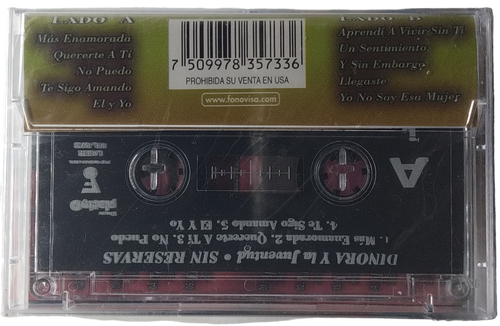 LADO A
Más Enamorada
Quererte A Ti
No Puedo
Te Sigo Amando
El y Yo
7 509978 357336
PROHIBIDA SU VENTA EN USA
www.fonovisa.com
LADO B
Aprendí A Vivir Sin Ti
Un Sentimiento
Y Sin Embargo
Llegaste
Yo No Soy Esa Mujer
A
DINORA Y la Juventud • SIN RESERVAS
1. Más Enamorada 2. Quererte A Ti 3. No Puedo
4. Te Sigo Amando 5. El Y Yo